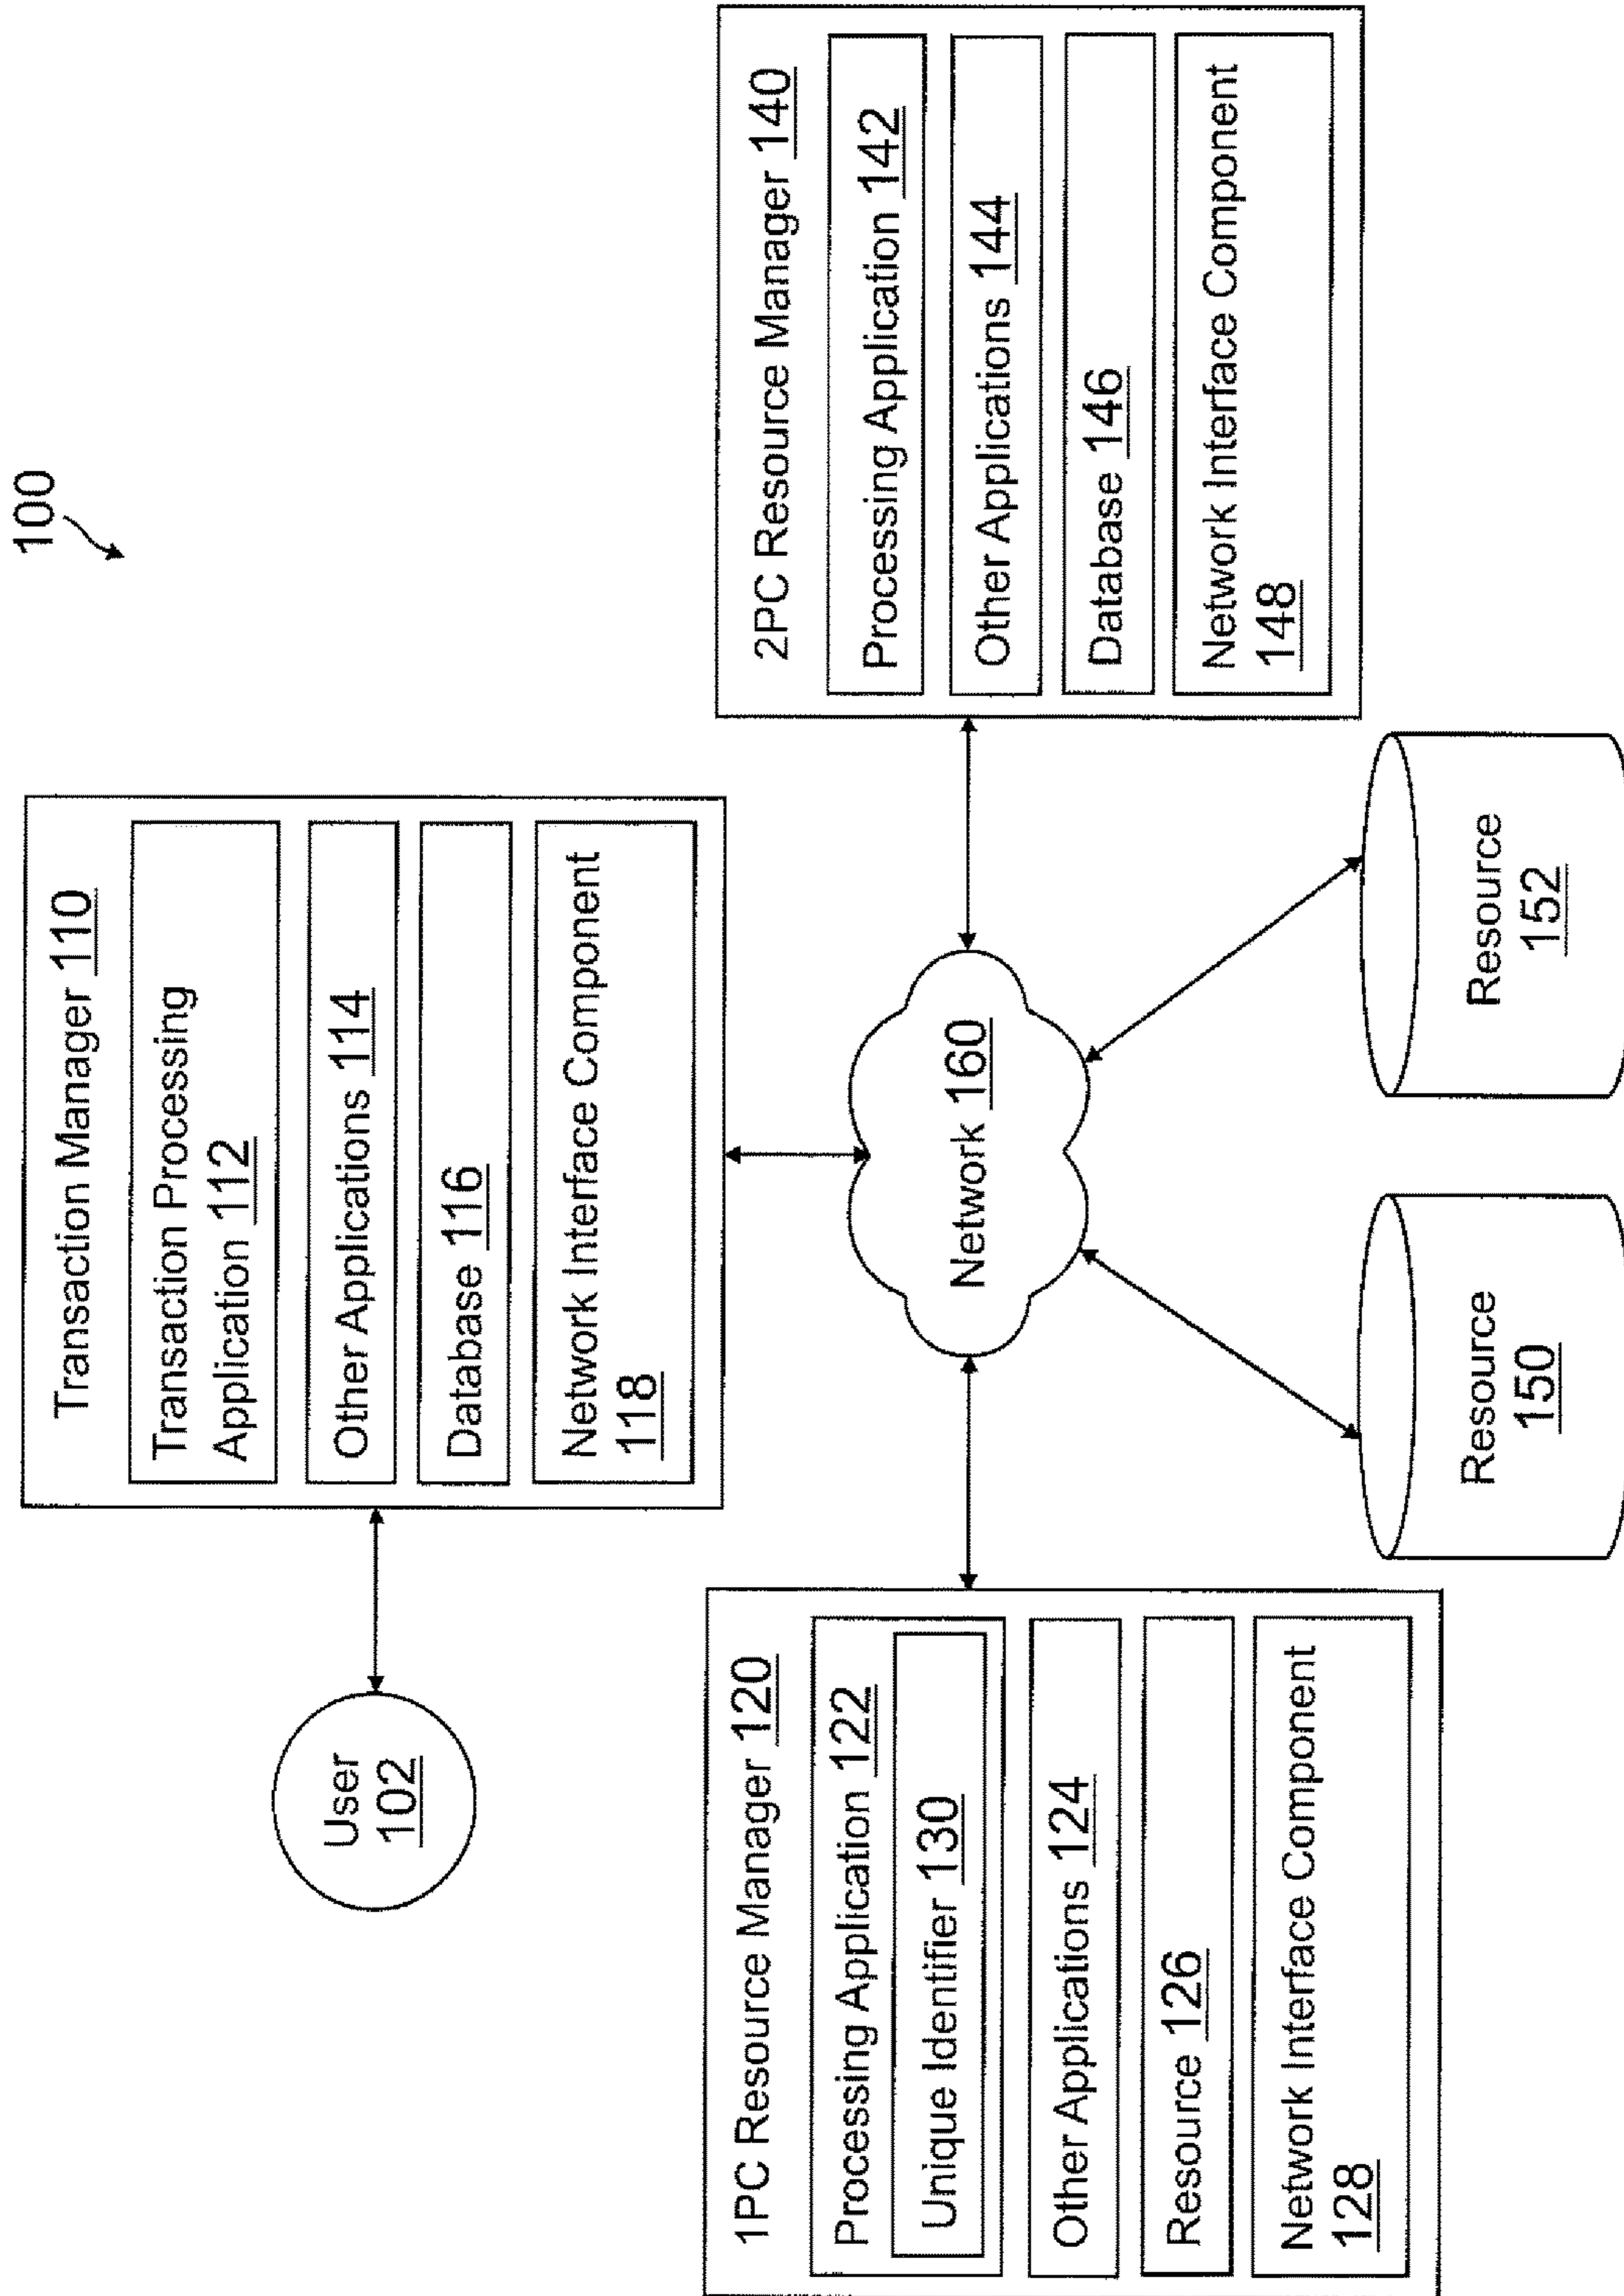 100
Transaction Manager 110
Transaction Processing
Application 112
Other Applications 114
Database 116
Network Interface Component
118
User
102
1PC Resource Manager 120
Processing Application 122
Unique Identifier 130
Other Applications 124
Resource 126
Network Interface Component
128
Network 160
2PC Resource Manager 140
Processing Application 142
Other Applications 144
Database 146
Network Interface Component
148
Resource
150
Resource
152